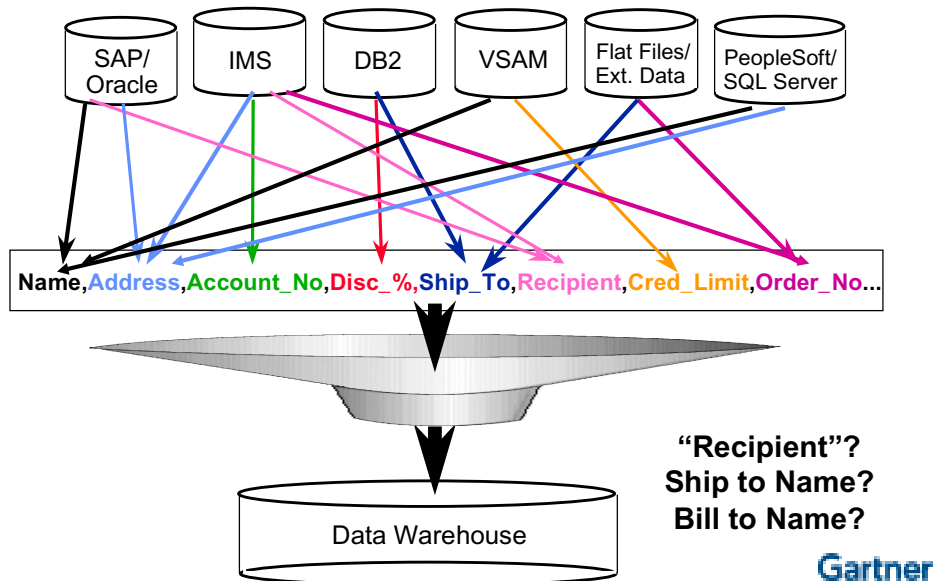 SAP/
Oracle
IMS
DB2
VSAM
Flat Files/
Ext. Data
PeopleSoft/
SQL Server
Name,Address,Account_No,Disc_%,Ship_To,Recipient,Cred_Limit,Order_No...
“Recipient”?
Ship to Name?
Bill to Name?
Data Warehouse
Gartner